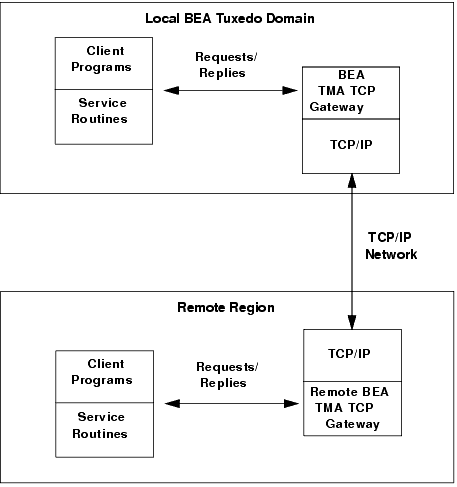 Local BEA Tuxedo Domain
Client
Programs
Service
Routines
Requests/
Replies
BEA
TMA TCP
Gateway
TCP/IP
TCP/IP
Network
Remote Region
Client
Programs
Service
Routines
Requests/
Replies
TCP/IP
Remote BEA
TMA TCP
Gateway